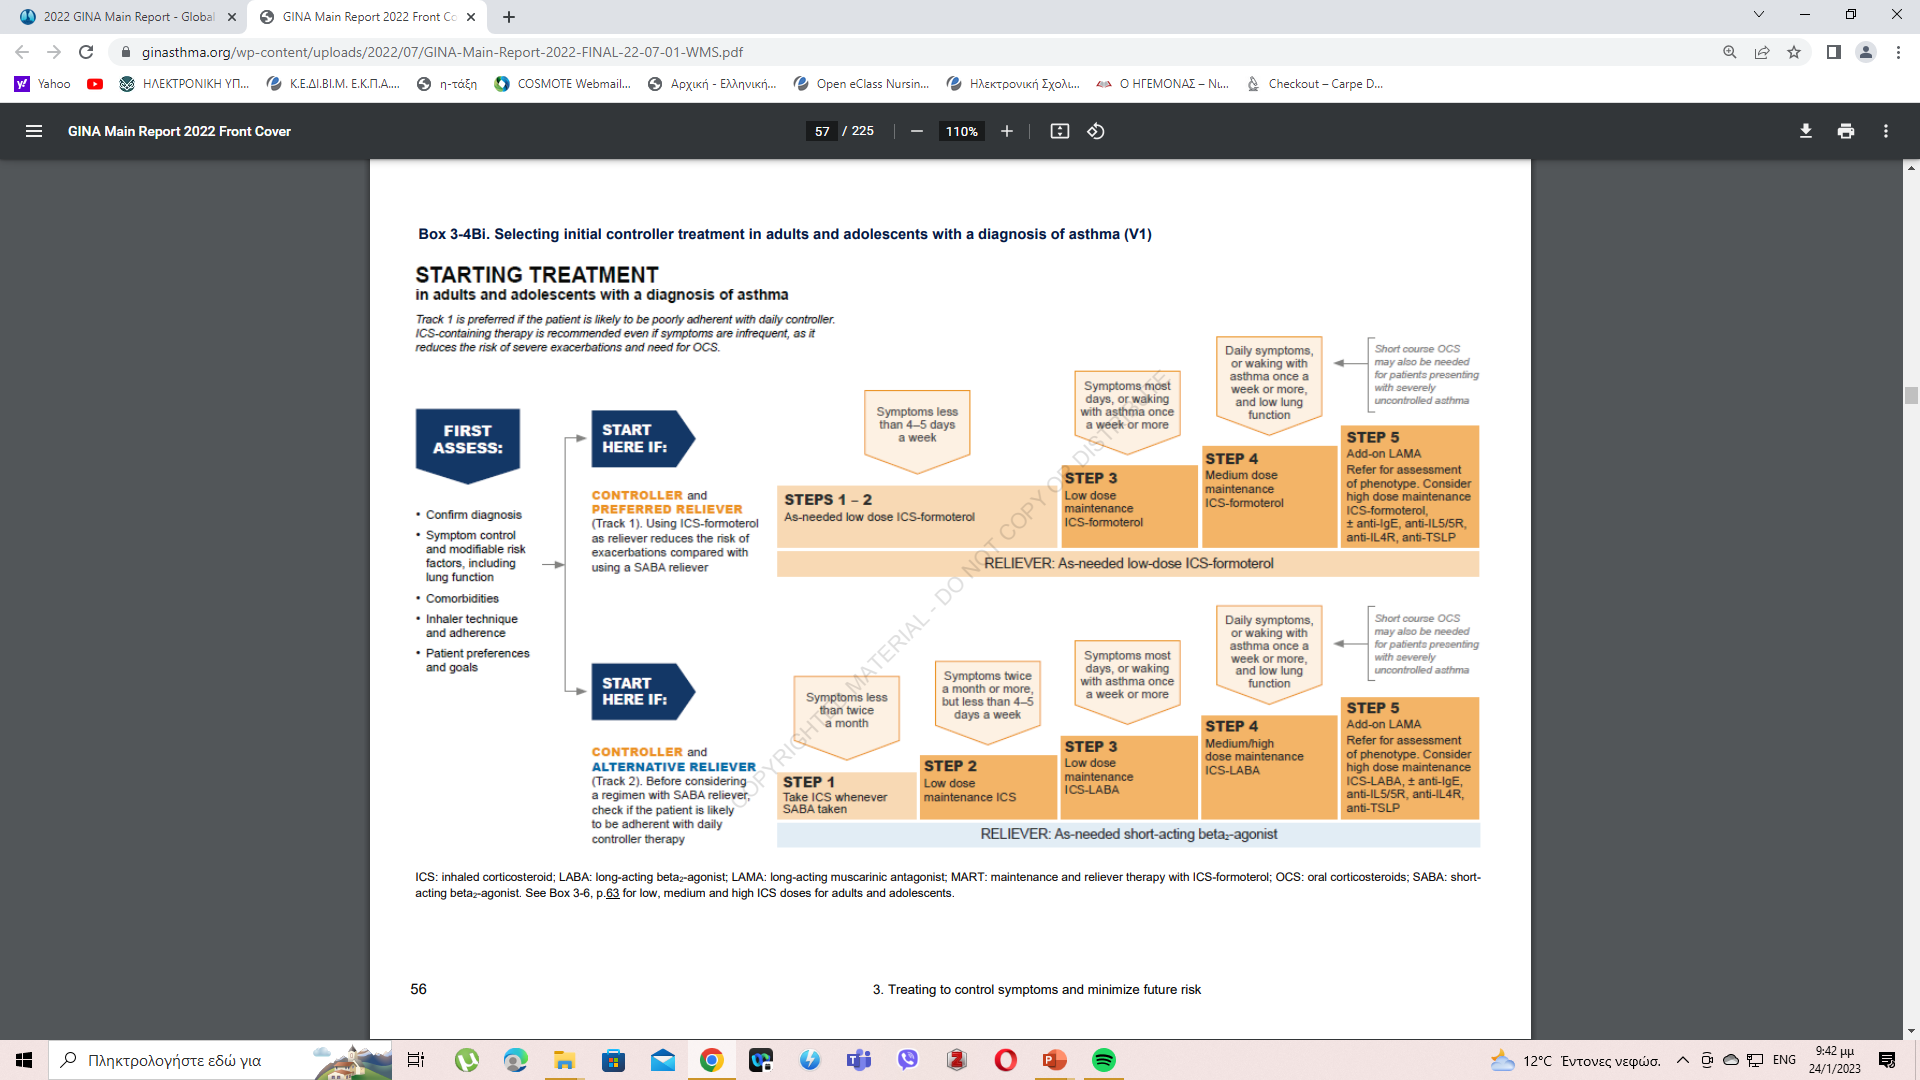 2022 GINA Main Report - Global
GINA Main Report 2022 Front Co
ginasthma.org/wp-content/uploads/2022/07/GINA-Main-Report-2022-FINAL-22-07-01-WMS.pdf
Yahoo
ΗΛΕΚΤΡΟΝΙΚΗ ΥΠ...
Κ.Ε.ΔΙ.ΒΙ.Μ. Ε.Κ.Π.Α....
η-τάξη
COSMOTE Webmail...
Αρχική - Ελληνική...
Open eClass Nursin...
Ηλεκτρονική Σχολι...
Ο ΗΓΕΜΟΝΑΣ – Νι...
Checkout – Carpe D...
GINA Main Report 2022 Front Cover
57 / 225
110%
Box 3-4Bi. Selecting initial controller treatment in adults and adolescents with a diagnosis of asthma (V1)
STARTING TREATMENT
in adults and adolescents with a diagnosis of asthma
Track 1 is preferred if the patient is likely to be poorly adherent with daily controller.
ICS-containing therapy is recommended even if symptoms are infrequent, as it
reduces the risk of severe exacerbations and need for OCS.
FIRST
ASSESS:
• Confirm diagnosis
• Symptom control
and modifiable risk
factors, including
lung function
• Comorbidities
• Inhaler technique
and adherence
• Patient preferences
and goals
START
HERE IF:
CONTROLLER and
PREFERRED RELIEVER
(Track 1). Using ICS-formoterol
as reliever reduces the risk of
exacerbations compared with
using a SABA reliever
Symptoms less
than 4–5 days
a week
Symptoms most
days, or waking
with asthma once
a week or more
Daily symptoms,
or waking with
asthma once a
week or more,
and low lung
function
Short course OCS
may also be needed
for patients presenting
with severely
uncontrolled asthma
STEPS 1 – 2
As-needed low dose ICS-formoterol
STEP 3
Low dose
maintenance
ICS-formoterol
STEP 4
Medium dose
maintenance
ICS-formoterol
STEP 5
Add-on LAMA
Refer for assessment
of phenotype. Consider
high dose maintenance
ICS-formoterol,
± anti-IgE, anti-IL5/5R,
anti-IL4R, anti-TSLP
RELIEVER: As-needed low-dose ICS-formoterol
START
HERE IF:
CONTROLLER and
ALTERNATIVE RELIEVER
(Track 2). Before considering
a regimen with SABA reliever,
check if the patient is likely
to be adherent with daily
controller therapy
Symptoms less
than twice
a month
Symptoms twice
a month or more,
but less than 4–5
days a week
Symptoms most
days, or waking
with asthma once
a week or more
Daily symptoms,
or waking with
asthma once a
week or more,
and low lung
function
Short course OCS
may also be needed
for patients presenting
with severely
uncontrolled asthma
STEP 1
Take ICS whenever
SABA taken
STEP 2
Low dose
maintenance ICS
STEP 3
Low dose
maintenance
ICS-LABA
STEP 4
Medium/high
dose maintenance
ICS-LABA
STEP 5
Add-on LAMA
Refer for assessment
of phenotype. Consider
high dose maintenance
ICS-LABA, ± anti-IgE,
anti-IL5/5R, anti-IL4R,
anti-TSLP
RELIEVER: As-needed short-acting beta₂-agonist
COPYRIGHTED MATERIAL - DO NOT COPY OR DISTRIBUTE
ICS: inhaled corticosteroid; LABA: long-acting beta₂-agonist; LAMA: long-acting muscarinic antagonist; MART: maintenance and reliever therapy with ICS-formoterol; OCS: oral corticosteroids; SABA: short-
acting beta₂-agonist. See Box 3-6, p.63 for low, medium and high ICS doses for adults and adolescents.
56
3. Treating to control symptoms and minimize future risk
Πληκτρολογήστε εδώ για
12°C Έντονες νεφώσ.
ENG
9:42 μμ
24/1/2023